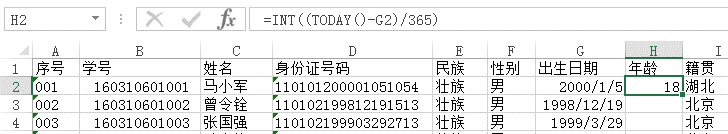 H2 fx =INT((TODAY()-G2)/365)
A B C D E F G H I
1 序号 学号 姓名 身份证号码 民族 性别 出生日期 年龄 籍贯
2 001 160310601001 马小军 110101200001051054 壮族 男 2000/1/5 18 湖北
3 002 160310601002 曾令铨 110102199812191513 壮族 男 1998/12/19 北京
4 003 160310601003 张国强 110102199903292713 壮族 男 1999/3/29 北京